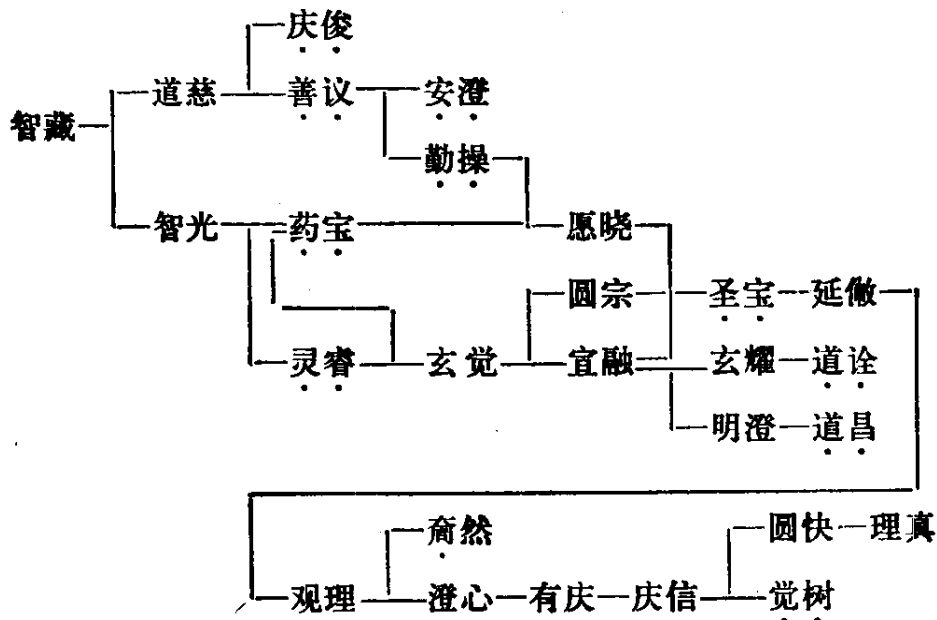 庆俊
道慈 善议 安澄
智藏
勤操
智光 药宝 愿晓
圆宗 圣宝 延
灵睿 玄觉 宜融 玄耀 道诠
明澄 道昌
奝然 圆快 理真
观理 澄心 有庆 庆信 觉树